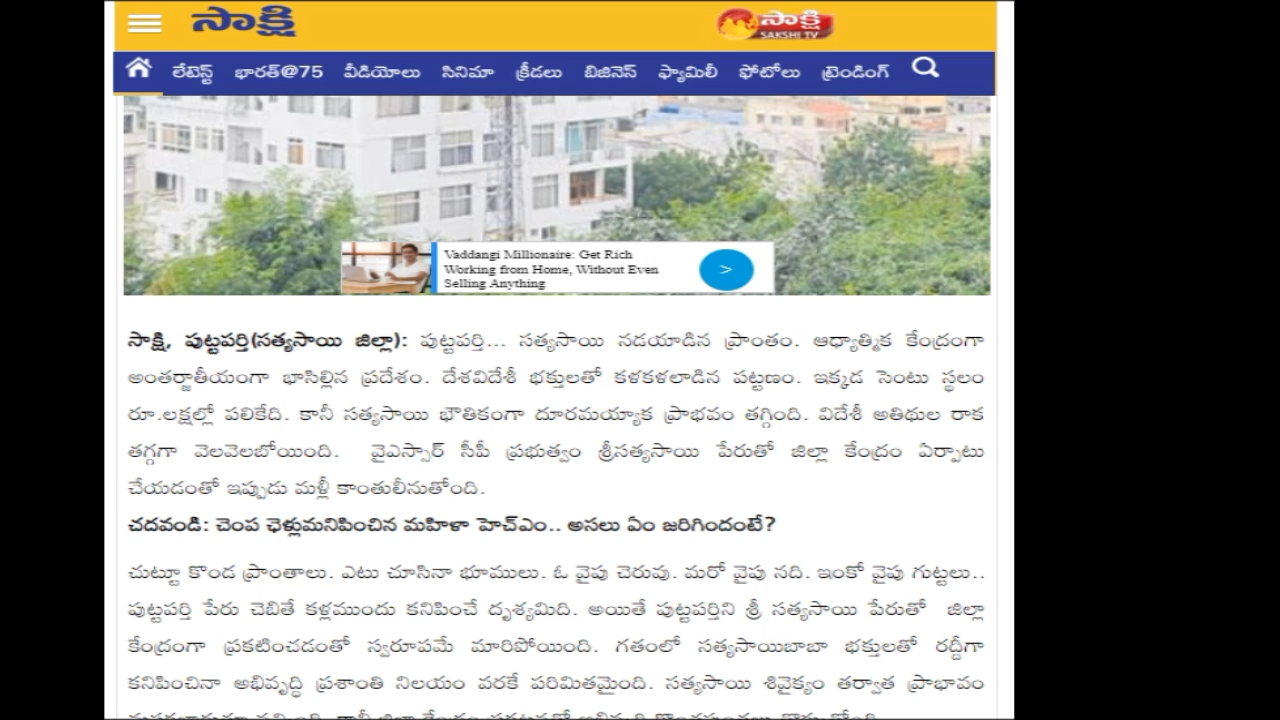 సాక్షి
సాక్షి
SAKSHI TV
లేటెస్ట్ భారత్@75 వీడియోలు సినిమా క్రీడలు బిజినెస్ ఫ్యామిలీ ఫోటోలు ట్రెండింగ్
Vaddangi Millionaire: Get Rich
Working from Home, Without Even
Selling Anything
సాక్షి, పుట్టపర్తి(సత్యసాయి జిల్లా): పుట్టపర్తి... సత్యసాయి నడయాడిన ప్రాంతం. ఆధ్యాత్మిక కేంద్రంగా
అంతర్జాతీయంగా భాసిల్లిన ప్రదేశం. దేశవిదేశీ భక్తులతో కళకళలాడిన పట్టణం. ఇక్కడ సెంటు స్థలం
రూ.లక్షల్లో పలికేది. కానీ సత్యసాయి భౌతికంగా దూరమయ్యాక ప్రాభవం తగ్గింది. విదేశీ అతిథుల రాక
తగ్గగా వెలవెలబోయింది. వైఎస్సార్ సీపీ ప్రభుత్వం శ్రీసత్యసాయి పేరుతో జిల్లా కేంద్రం ఏర్పాటు
చేయడంతో ఇప్పుడు మళ్లీ కాంతులీనుతోంది.
చదవండి: చెంప ఛెళ్లుమనిపించిన మహిళా హెచ్ఎం.. అసలు ఏం జరిగిందంటే?
చుట్టూ కొండ ప్రాంతాలు. ఎటు చూసినా భూములు. ఓ వైపు చెరువు. మరో వైపు నది. ఇంకో వైపు గుట్టలు..
పుట్టపర్తి పేరు చెబితే కళ్లముందు కనిపించే దృశ్యమిది. అయితే పుట్టపర్తిని శ్రీ సత్యసాయి పేరుతో జిల్లా
కేంద్రంగా ప్రకటించడంతో స్వరూపమే మారిపోయింది. గతంలో సత్యసాయిబాబా భక్తులతో రద్దీగా
కనిపించినా అభివృద్ధి ప్రశాంతి నిలయం వరకే పరిమితమైంది. సత్యసాయి శివైక్యం తర్వాత ప్రాభావం